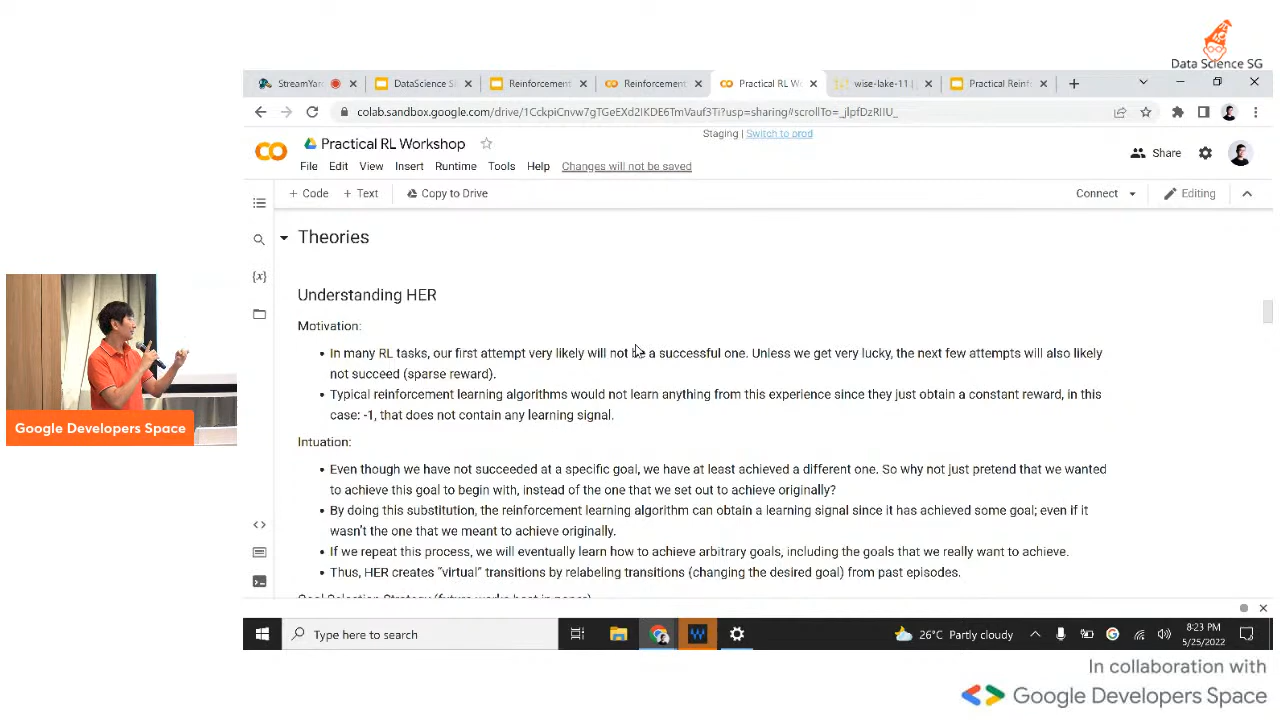 Data Science SG
StreamYar
DataScience S
Reinforcement
Reinforcement
Practical RL W
wise-lake-11
Practical Reinf
colab.sandbox.google.com/drive/1CckpiCnvw7gTGeEXd2IKDE6TmVauf3Ti?usp=sharing#scrollTo=_jlpfDzRIIU_
Staging | Switch to prod
Practical RL Workshop
Share
File Edit View Insert Runtime Tools Help Changes will not be saved
+ Code + Text Copy to Drive Connect Editing
Theories
Understanding HER
Motivation:
• In many RL tasks, our first attempt very likely will not be a successful one. Unless we get very lucky, the next few attempts will also likely
not succeed (sparse reward).
• Typical reinforcement learning algorithms would not learn anything from this experience since they just obtain a constant reward, in this
case: -1, that does not contain any learning signal.
Intuation:
• Even though we have not succeeded at a specific goal, we have at least achieved a different one. So why not just pretend that we wanted
to achieve this goal to begin with, instead of the one that we set out to achieve originally?
• By doing this substitution, the reinforcement learning algorithm can obtain a learning signal since it has achieved some goal; even if it
wasn't the one that we meant to achieve originally.
• If we repeat this process, we will eventually learn how to achieve arbitrary goals, including the goals that we really want to achieve.
• Thus, HER creates “virtual” transitions by relabeling transitions (changing the desired goal) from past episodes.
Goal Selection Strategy (future works best in paper)
Google Developers Space
Type here to search
26°C Partly cloudy
8:23 PM
5/25/2022
In collaboration with
Google Developers Space